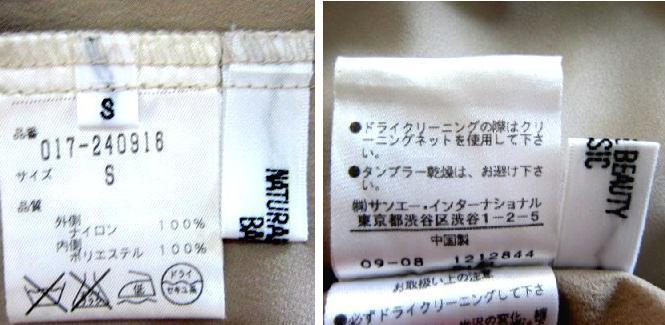 S
品番
017-240916
サイズ
S
品質
外側
ナイロン 100%
内側
ポリエステル 100%
ドライ
セキユ系
NATURAL
●ドライクリーニングの際はクリ
ーニングネットを使用して下さ
い。
●タンブラー乾燥は、お避け下さ
い。
㈱サンエー・インターナショナル
東京都渋谷区渋谷1-2-5
中国製
09-08 1212844
お取扱い上の注意
●必ずドライクリーニングして下さ
BEAUTY
SIC